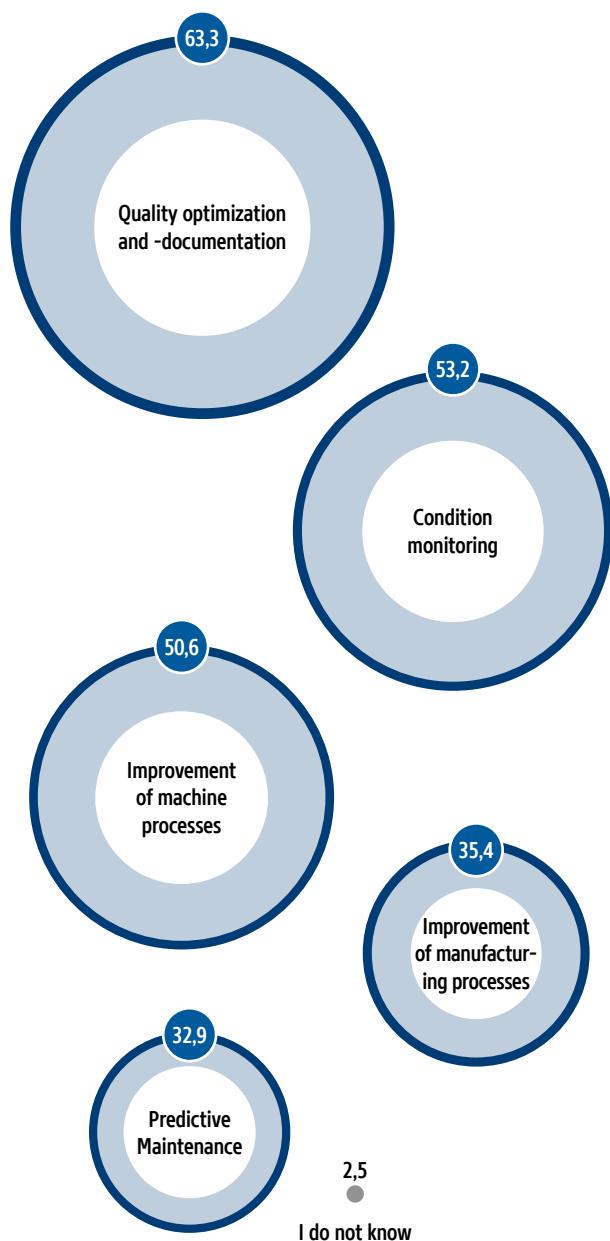 63,3
Quality optimization
and -documentation
53,2
Condition
monitoring
50,6
Improvement
of machine
processes
35,4
Improvement
of manufactur-
ing processes
32,9
Predictive
Maintenance
2,5
I do not know